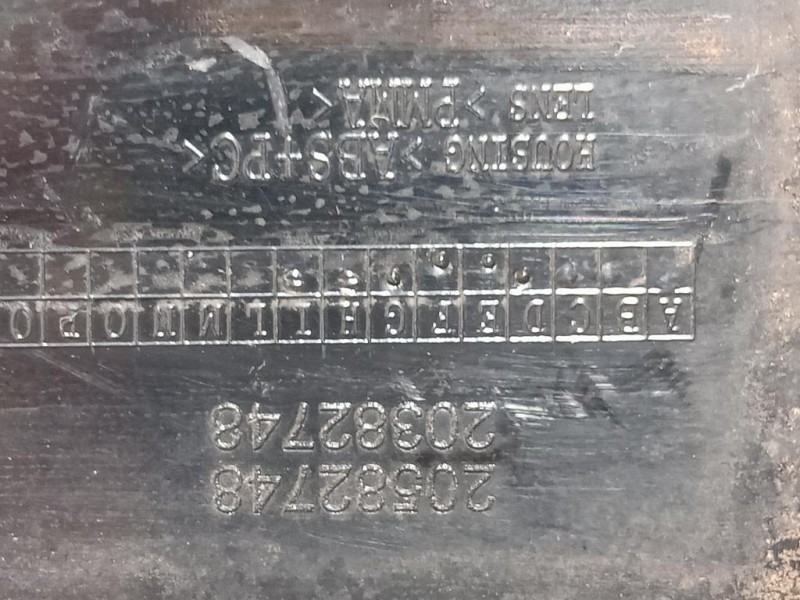 20582748
20382748
A B C D E F G H I L M N O P Q
HOUSING >ABS+PC<
LENS >PMMA<